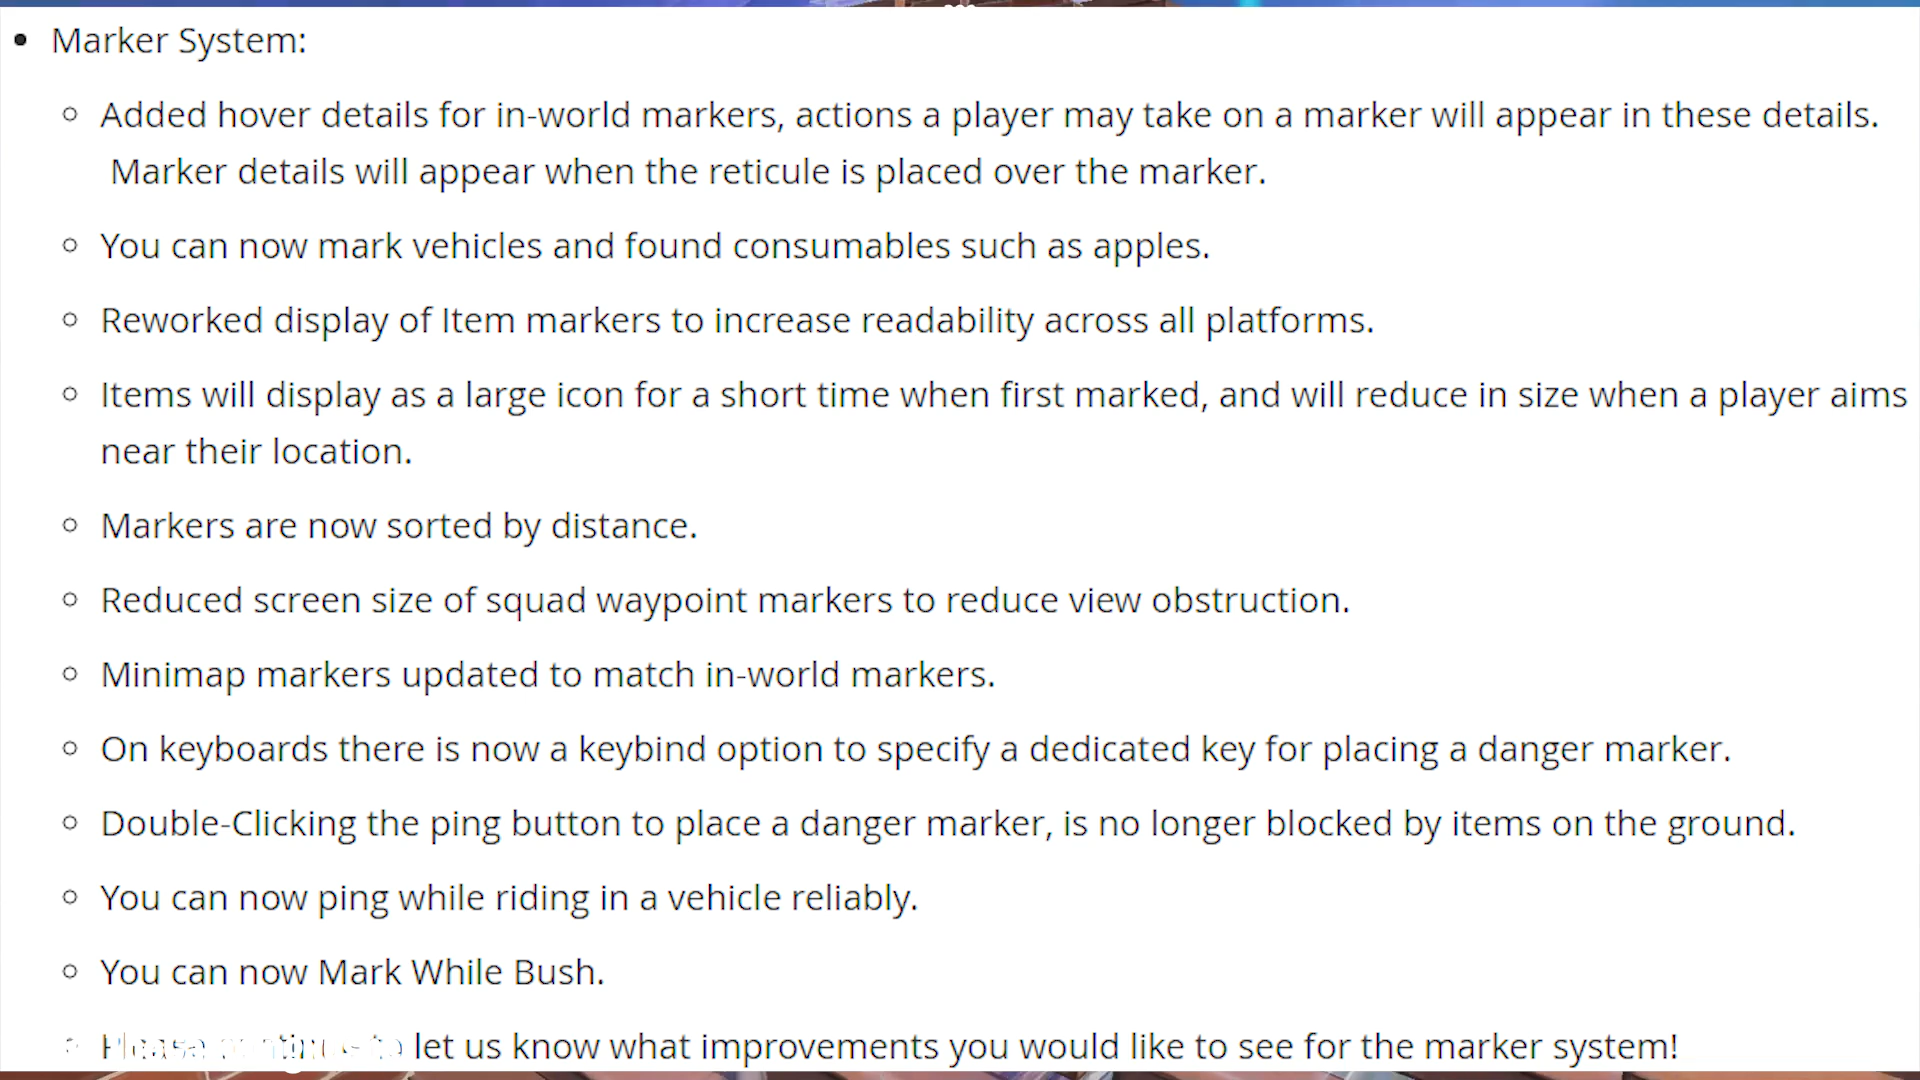 Marker System:
Added hover details for in-world markers, actions a player may take on a marker will appear in these details.
Marker details will appear when the reticule is placed over the marker.
You can now mark vehicles and found consumables such as apples.
Reworked display of Item markers to increase readability across all platforms.
Items will display as a large icon for a short time when first marked, and will reduce in size when a player aims
near their location.
Markers are now sorted by distance.
Reduced screen size of squad waypoint markers to reduce view obstruction.
Minimap markers updated to match in-world markers.
On keyboards there is now a keybind option to specify a dedicated key for placing a danger marker.
Double-Clicking the ping button to place a danger marker, is no longer blocked by items on the ground.
You can now ping while riding in a vehicle reliably.
You can now Mark While Bush.
let us know what improvements you would like to see for the marker system!